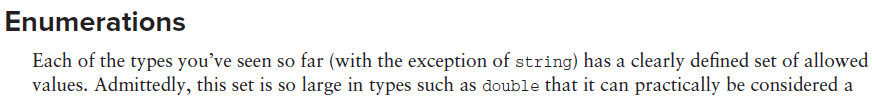 Enumerations
Each of the types you’ve seen so far (with the exception of string) has a clearly defined set of allowed
values. Admittedly, this set is so large in types such as double that it can practically be considered a